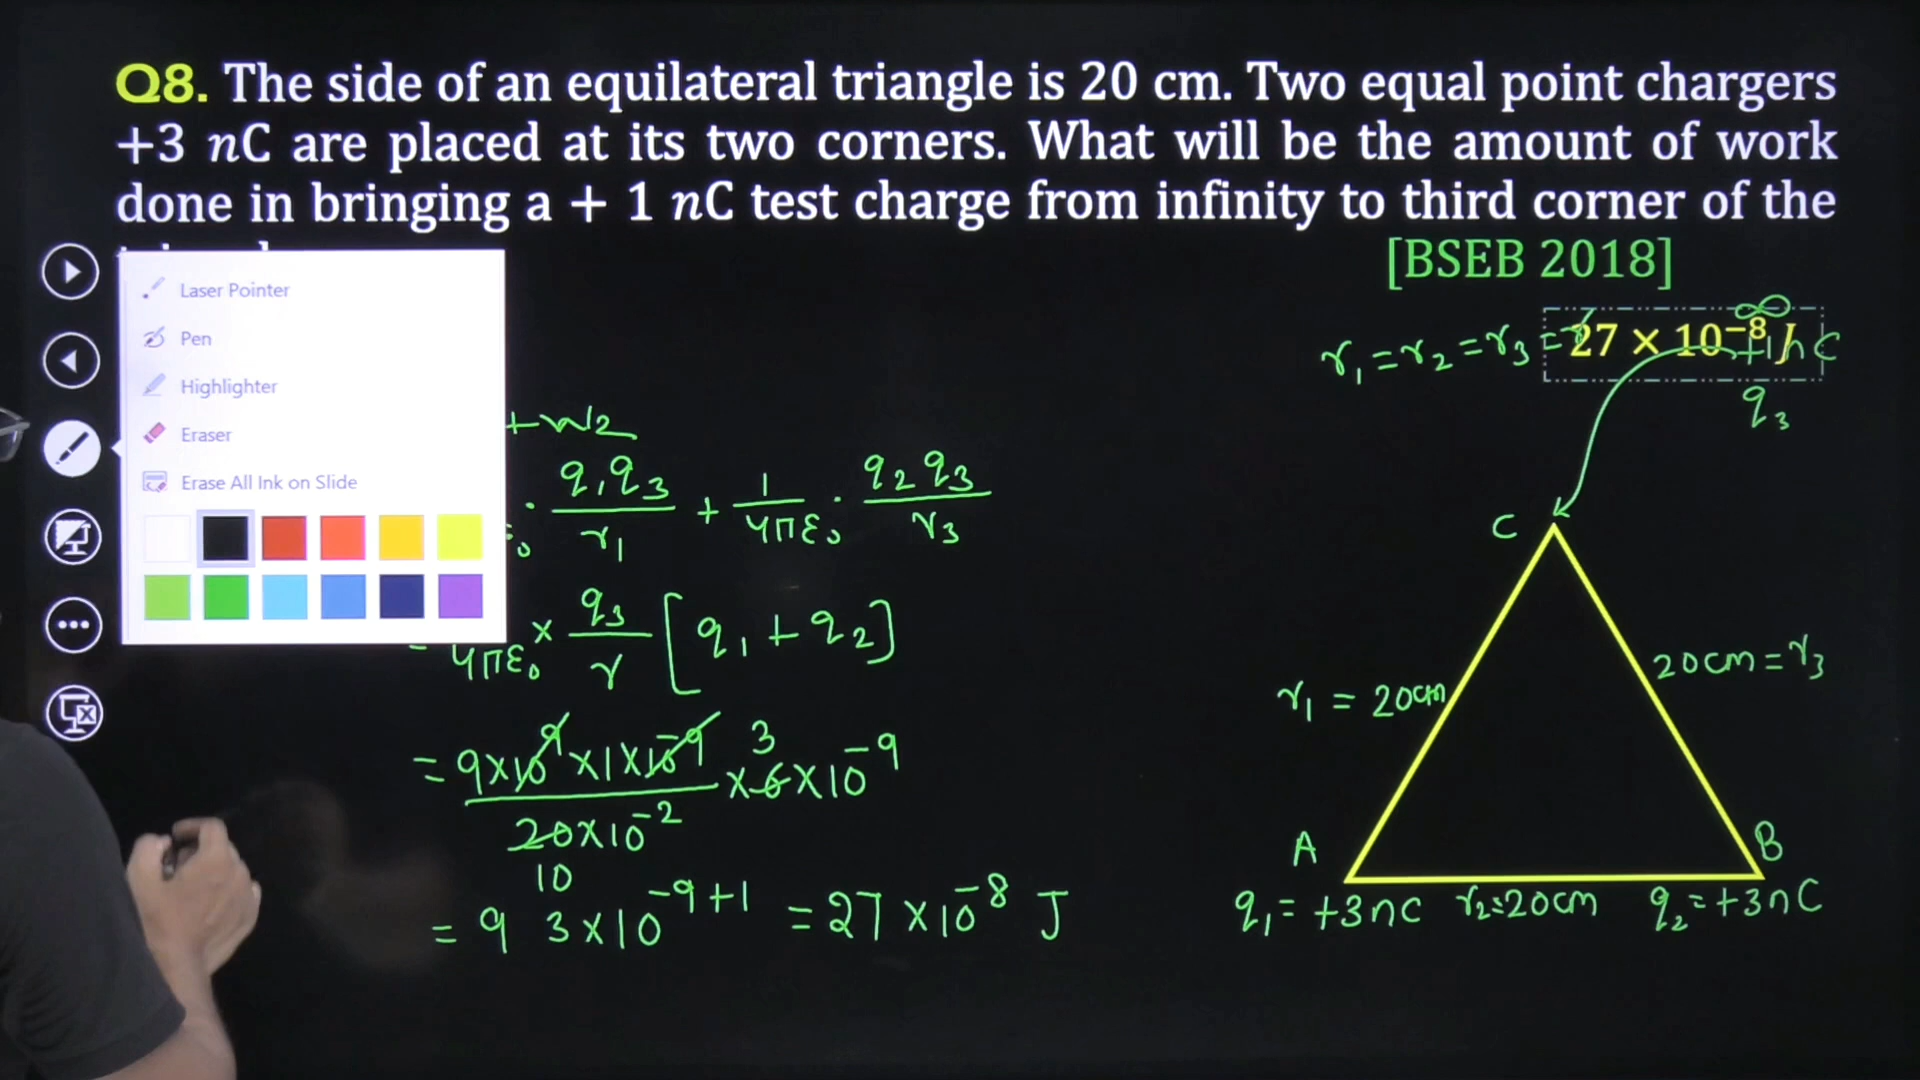 Q8. The side of an equilateral triangle is 20 cm. Two equal point chargers
+3 nC are placed at its two corners. What will be the amount of work
done in bringing a + 1 nC test charge from infinity to third corner of the
[BSEB 2018]
Laser Pointer
Pen
Highlighter
Eraser
Erase All Ink on Slide
r₁ = r₂ = r₃ = r
27 × 10⁻⁸ J
∞
+1nC
q₃
+W₂
ε₀ · q₁q₃/r₁ + 1/4πε₀ · q₂q₃/r₃
= 4πε₀ × q₃/r [q₁ + q₂]
= 9×10⁹×1×10⁻⁹/20×10⁻² ×6×10⁻⁹
3
10
= 9 3×10⁻⁹⁺¹ = 27 ×10⁻⁸ J
C
r₁ = 20cm
20cm = r₃
A
B
q₁ = +3nC r₂=20cm q₂ = +3nC